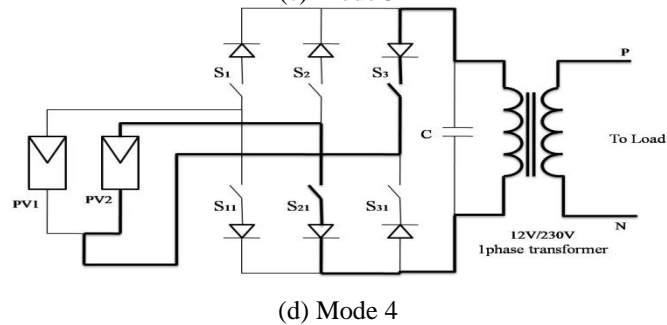 S1
S2
S3
C
P
To Load
PV1
PV2
S11
S21
S31
N
12V/230V
1phase transformer
(d) Mode 4